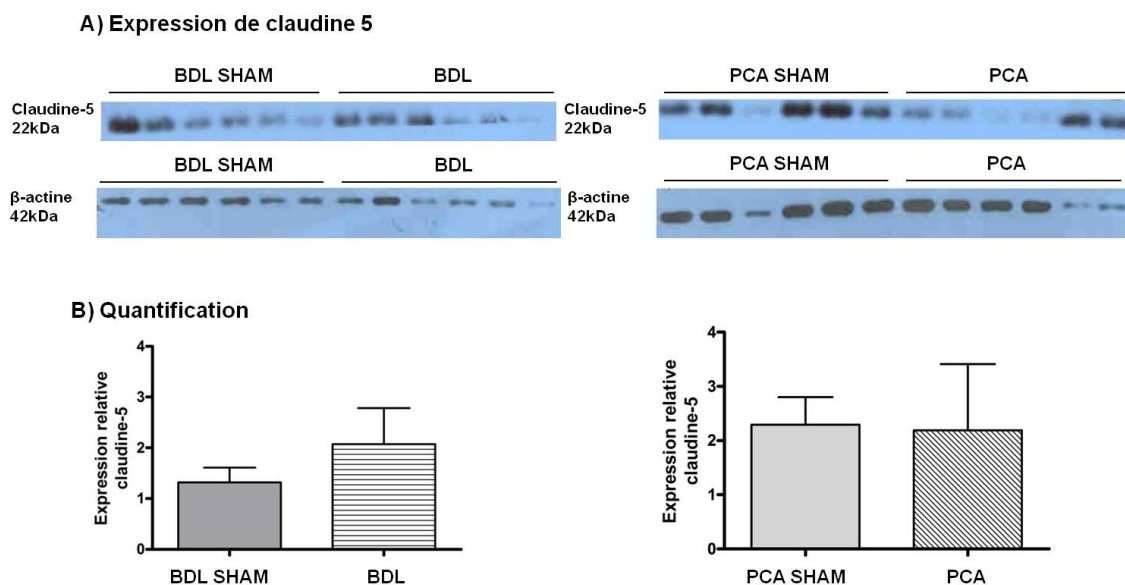 A) Expression de claudine 5
BDL SHAM
BDL
Claudine-5
22kDa
BDL SHAM
BDL
β-actine
42kDa
PCA SHAM
PCA
Claudine-5
22kDa
PCA SHAM
PCA
β-actine
42kDa
B) Quantification
Expression relative
claudine-5
4
3
2
1
0
BDL SHAM
BDL
Expression relative
claudine-5
4
3
2
1
0
PCA SHAM
PCA